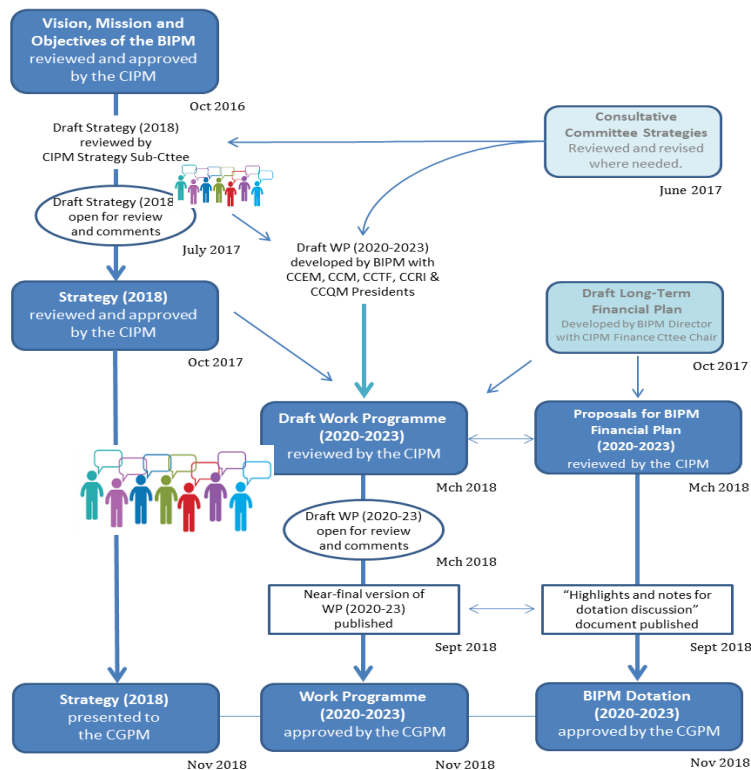 Vision, Mission and
Objectives of the BIPM
reviewed and approved
by the CIPM
Oct 2016
Draft Strategy (2018)
reviewed by
CIPM Strategy Sub-Cttee
Consultative
Committee Strategies
Reviewed and revised
where needed.
June 2017
Draft Strategy (2018
open for review
and comments
July 2017
Draft WP (2020-2023)
developed by BIPM with
CCEM, CCM, CCTF, CCRI &
CCQM Presidents
Strategy (2018)
reviewed and approved
by the CIPM
Oct 2017
Draft Long-Term
Financial Plan
Developed by BIPM Director
with CIPM Finance Cttee Chair
Oct 2017
Draft Work Programme
(2020-2023)
reviewed by the CIPM
Mch 2018
Proposals for BIPM
Financial Plan
(2020-2023)
reviewed by the CIPM
Mch 2018
Draft WP (2020-23)
open for review
and comments
Mch 2018
Near-final version of
WP (2020-23)
published
Sept 2018
“Highlights and notes for
dotation discussion”
document published
Sept 2018
Strategy (2018)
presented to
the CGPM
Nov 2018
Work Programme
(2020-2023)
approved by the CGPM
Nov 2018
BIPM Dotation
(2020-2023)
approved by the CGPM
Nov 2018